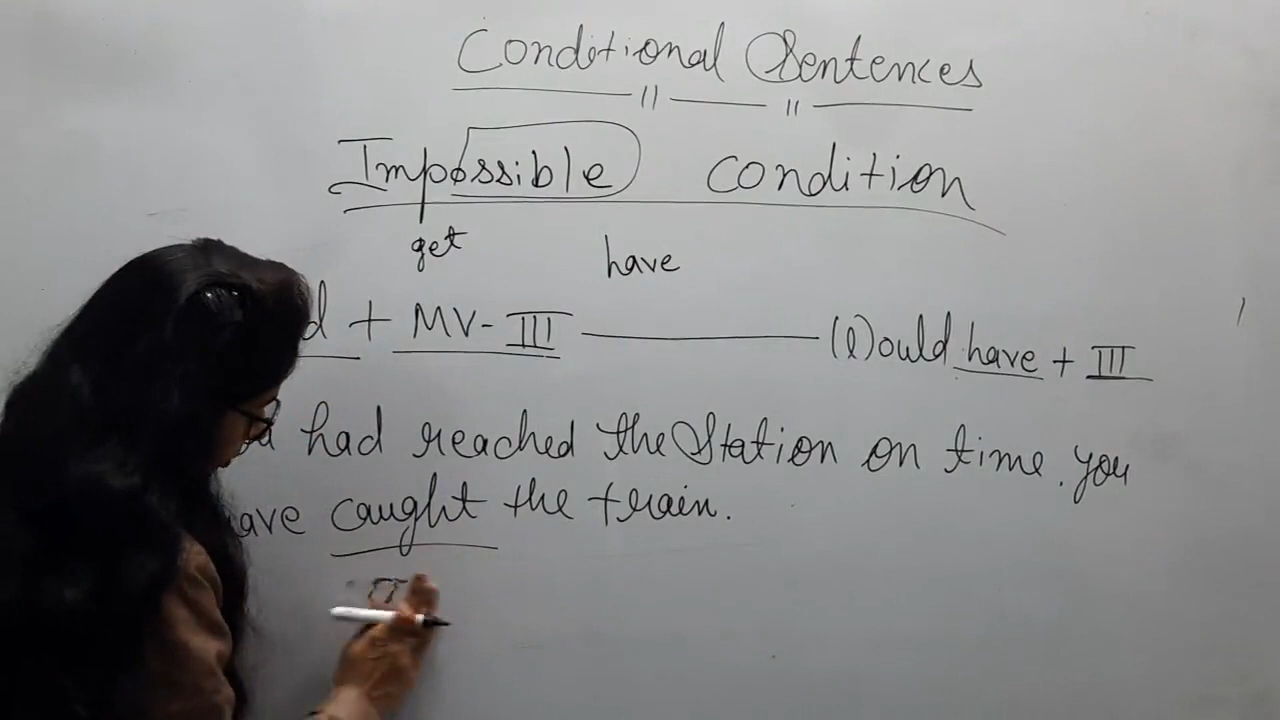 Conditional Sentences
Impossible condition
get have
d + MV- III (W)ould have + III
had reached the Station on time. you
ave caught the train.